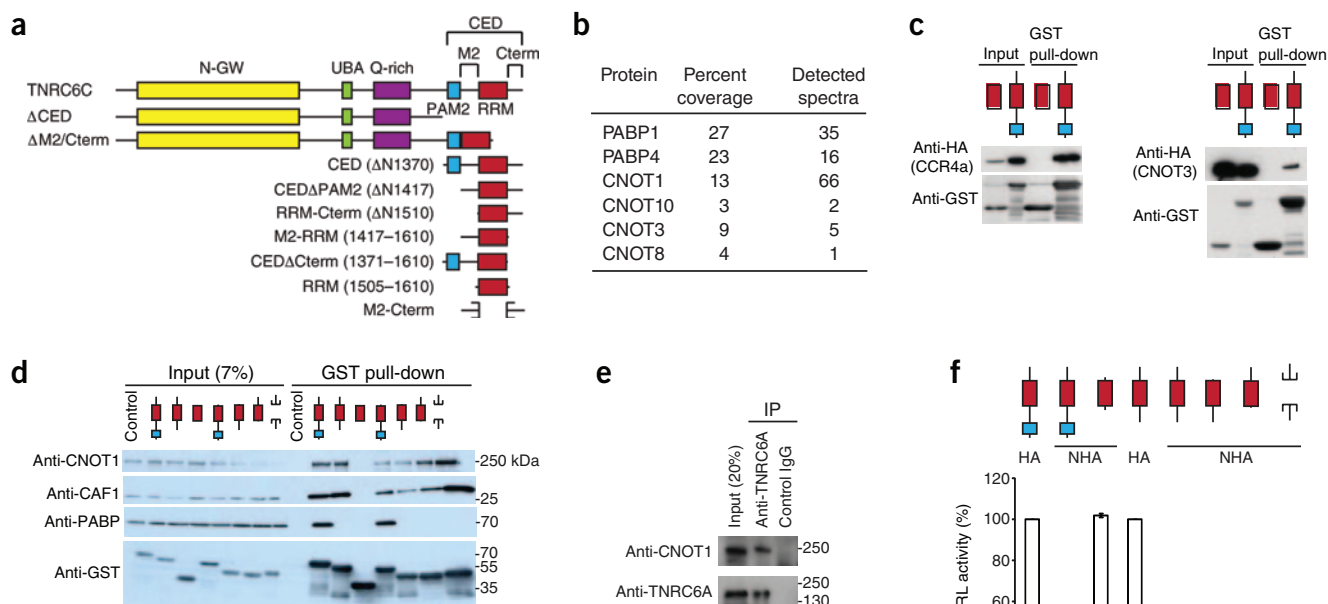 a
CED
M2 Cterm
N-GW UBA Q-rich
TNRC6C
PAM2 RRM
ΔCED
ΔM2/Cterm
CED (ΔN1370)
CEDΔPAM2 (ΔN1417)
RRM-Cterm (ΔN1510)
M2-RRM (1417–1610)
CEDΔCterm (1371–1610)
RRM (1505–1610)
M2-Cterm
b
Protein Percent coverage Detected spectra
PABP1 27 35
PABP4 23 16
CNOT1 13 66
CNOT10 3 2
CNOT3 9 5
CNOT8 4 1
c
GST
Input pull-down
Anti-HA
(CCR4a)
Anti-GST
GST
Input pull-down
Anti-HA
(CNOT3)
Anti-GST
d
Input (7%) GST pull-down
Control Control
Anti-CNOT1 -250 kDa
Anti-CAF1 -25
Anti-PABP -70
Anti-GST -70
-55
-35
e
IP
Input (20%)
Anti-TNRC6A
Control IgG
Anti-CNOT1 -250
Anti-TNRC6A -250
-130
f
HA NHA HA NHA
120
100
60
RL activity (%)